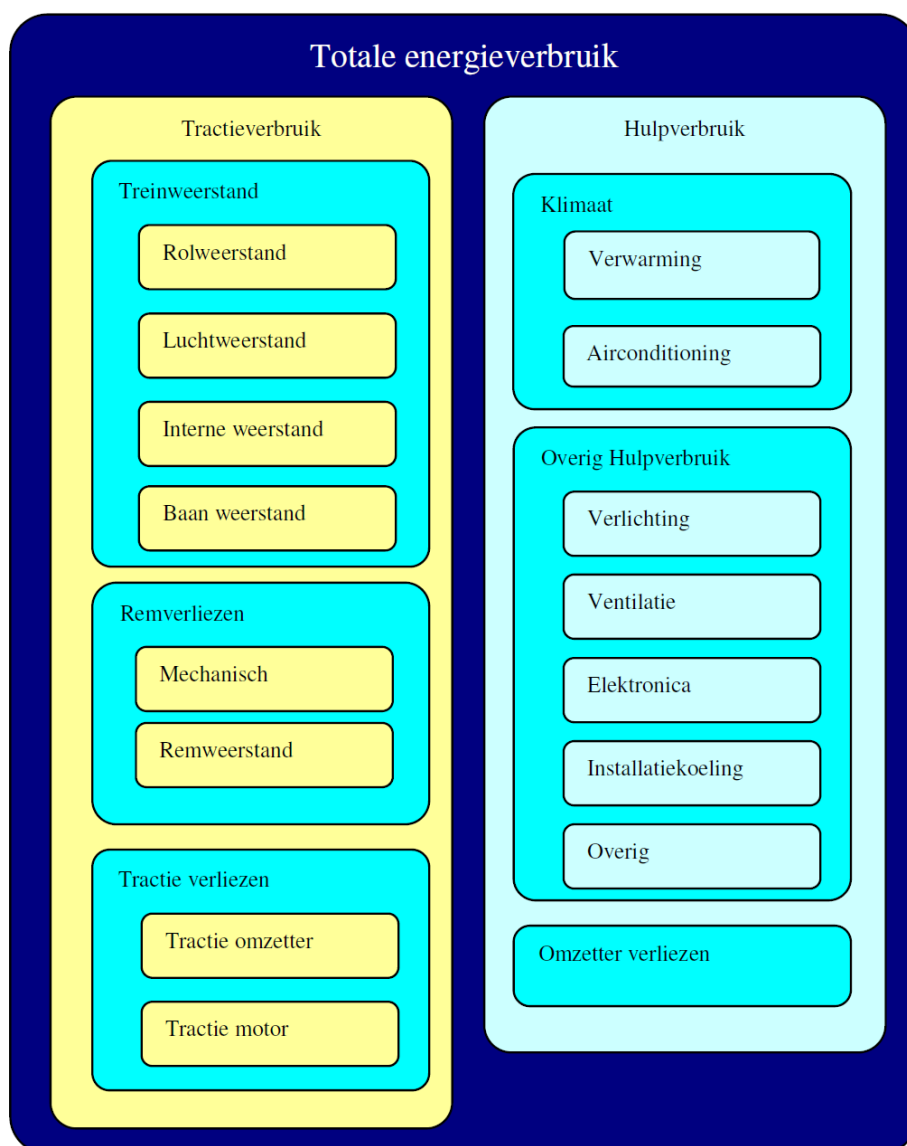 Totale energieverbruik
Tractieverbruik
Treinweerstand
Rolweerstand
Luchtweerstand
Interne weerstand
Baan weerstand
Remverliezen
Mechanisch
Remweerstand
Tractie verliezen
Tractie omzetter
Tractie motor
Hulpverbruik
Klimaat
Verwarming
Airconditioning
Overig Hulpverbruik
Verlichting
Ventilatie
Elektronica
Installatiekoeling
Overig
Omzetter verliezen